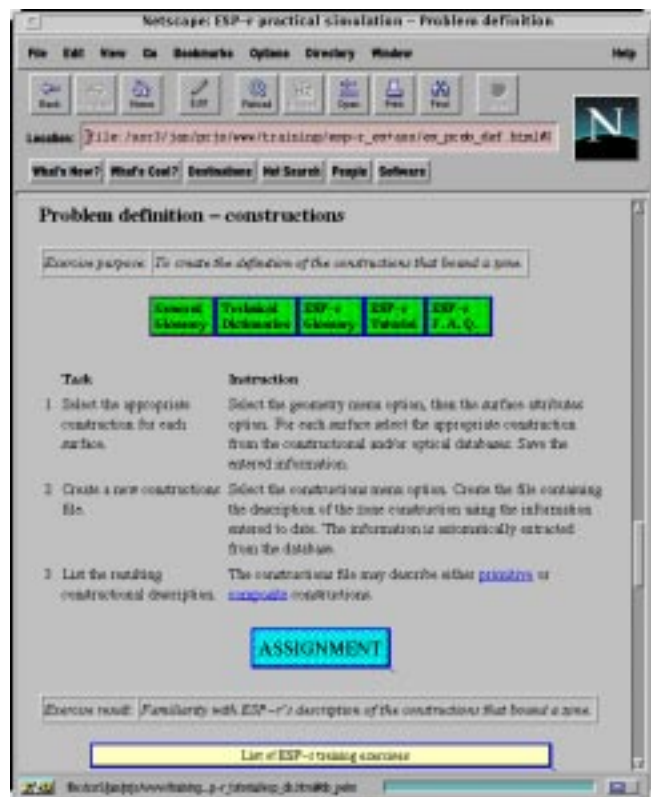 Netscape: ESP-r practical simulation – Problem definition
File Edit View Go Bookmarks Options Directory Window Help
Back Home Edit Reload Open Print Find
N
What's New? What's Cool? Destinations Net Search People Software
Problem definition – constructions
Exercise purpose: To create the definition of the constructions that bound a zone.
General Glossary
Technical Dictionaries
ESP-r Glossary
ESP-r Tutorial
ESP-r F.A.Q.
Task Instruction
1 Select the appropriate construction for each surface.
Select the geometry menu option, then the surface attributes
option. For each surface select the appropriate construction
from the constructional and/or optical databases. Save the
entered information.
2 Create a new constructions file.
Select the constructions menu option. Create the file containing
the description of the zone construction using the information
entered to date. The information is automatically extracted
from the database.
3 List the resulting constructional description.
The constructions file may describe either primitive or
composite constructions.
ASSIGNMENT
Exercise result: Familiarity with ESP-r's description of the constructions that bound a zone.
List of ESP-r training exercises